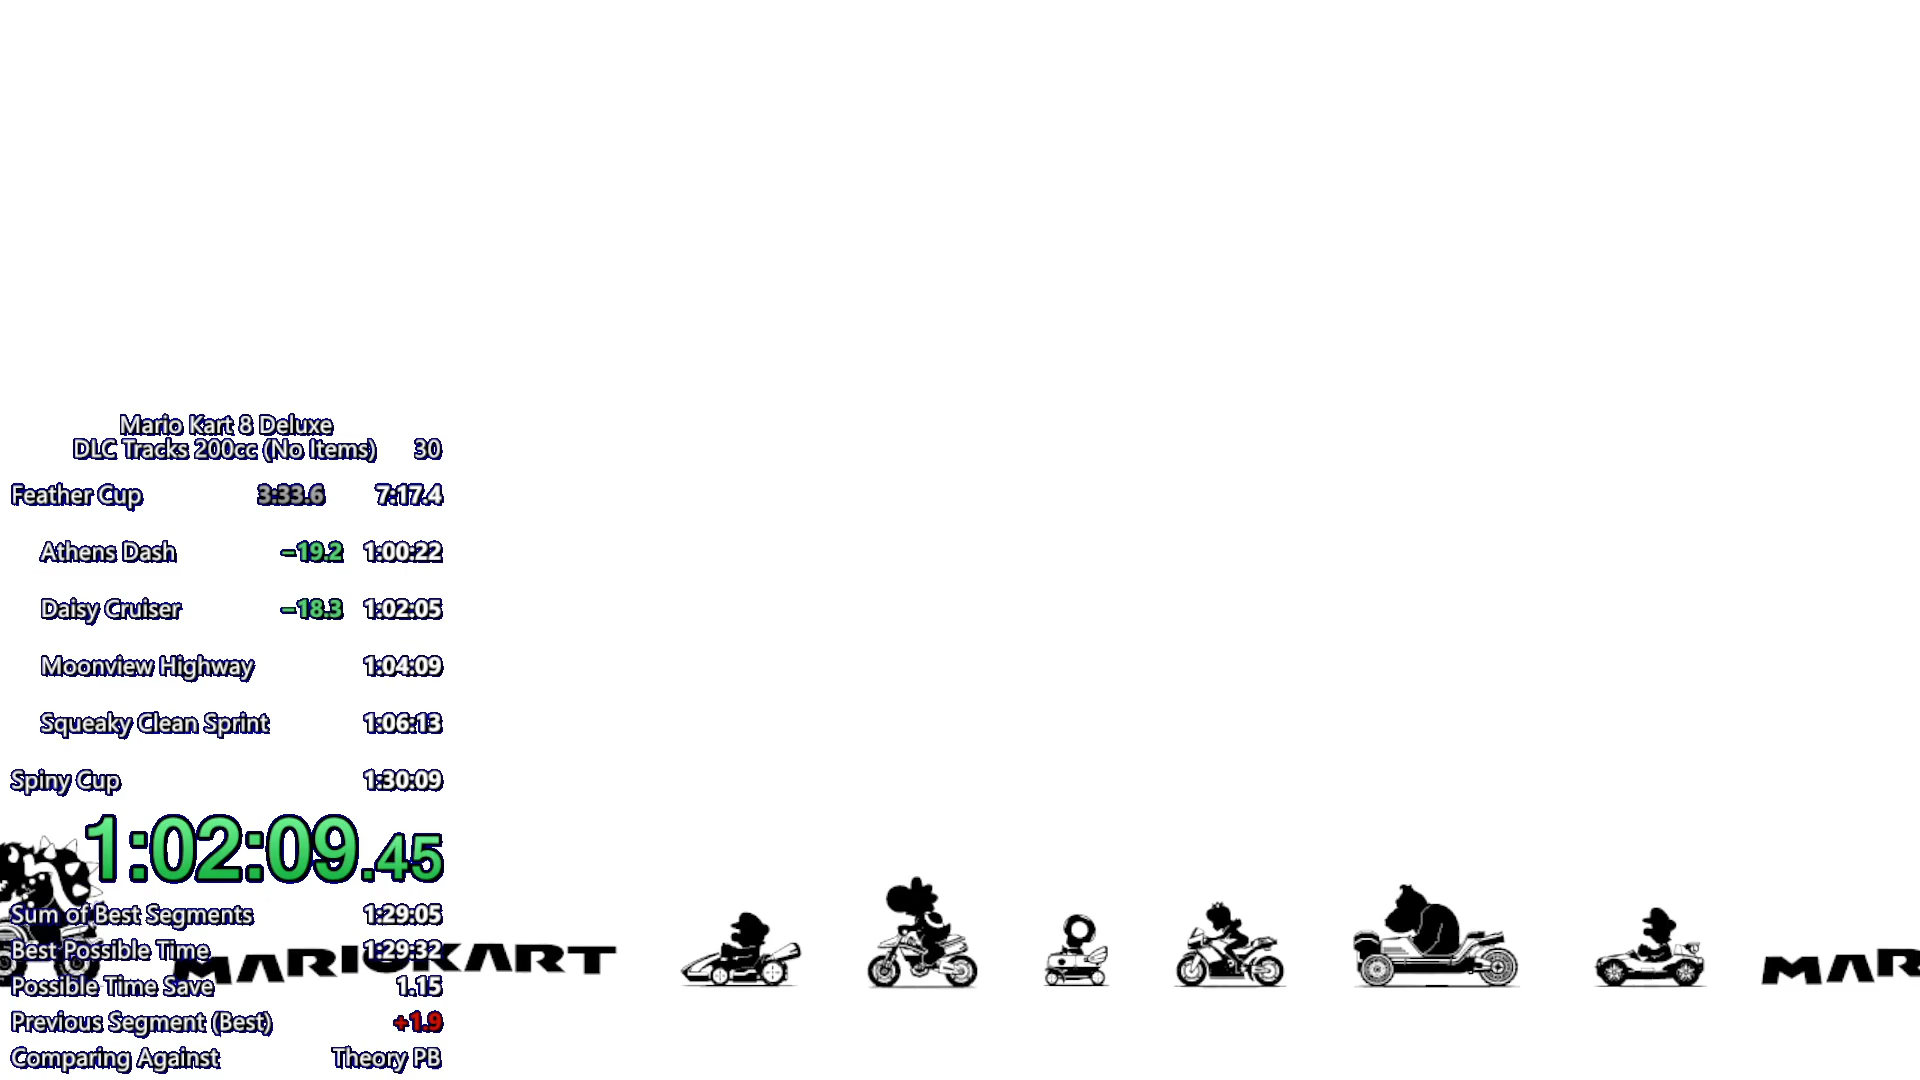 Mario Kart 8 Deluxe
DLC Tracks 200cc (No Items) 30
Feather Cup 3:33.6 7:17.4
Athens Dash −19.2 1:00:22
Daisy Cruiser −18.3 1:02:05
Moonview Highway 1:04:09
Squeaky Clean Sprint 1:06:13
Spiny Cup 1:30:09
1:02:09.45
Sum of Best Segments 1:29:05
Best Possible Time 1:29:32
Possible Time Save 1.15
Previous Segment (Best) +1.9
Comparing Against Theory PB
MARIOKART
MAR